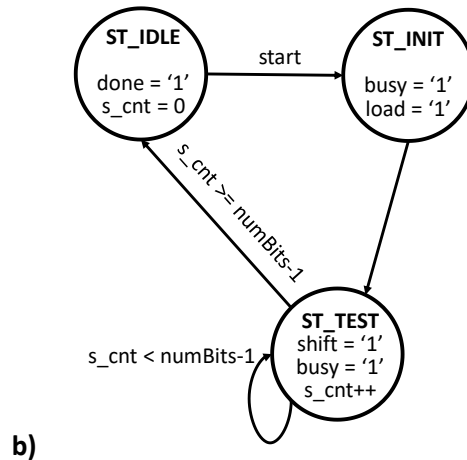 ST_IDLE
done = ‘1’
s_cnt = 0
start
ST_INIT
busy = ‘1’
load = ‘1’
s_cnt >= numBits-1
ST_TEST
shift = ‘1’
busy = ‘1’
s_cnt++
s_cnt < numBits-1
b)